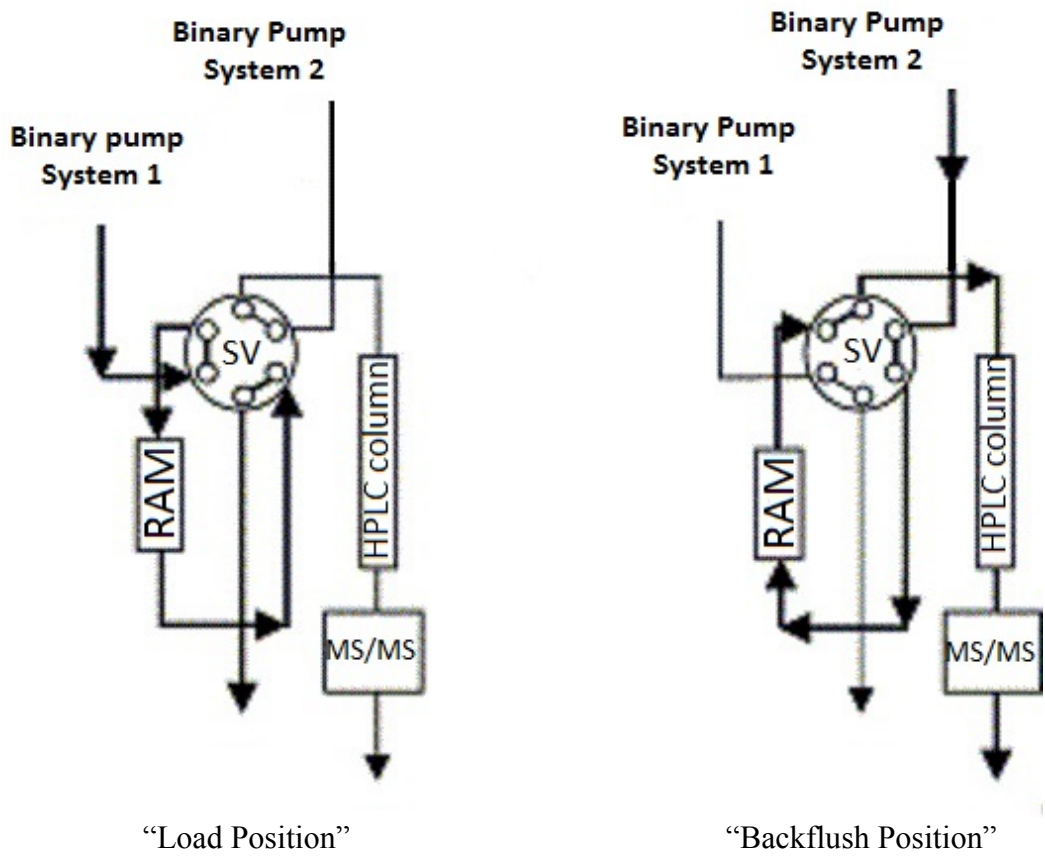 Binary Pump
System 2
Binary pump
System 1
SV
RAM
HPLC column
MS/MS
“Load Position”
Binary Pump
System 2
Binary Pump
System 1
SV
RAM
HPLC column
MS/MS
“Backflush Position”